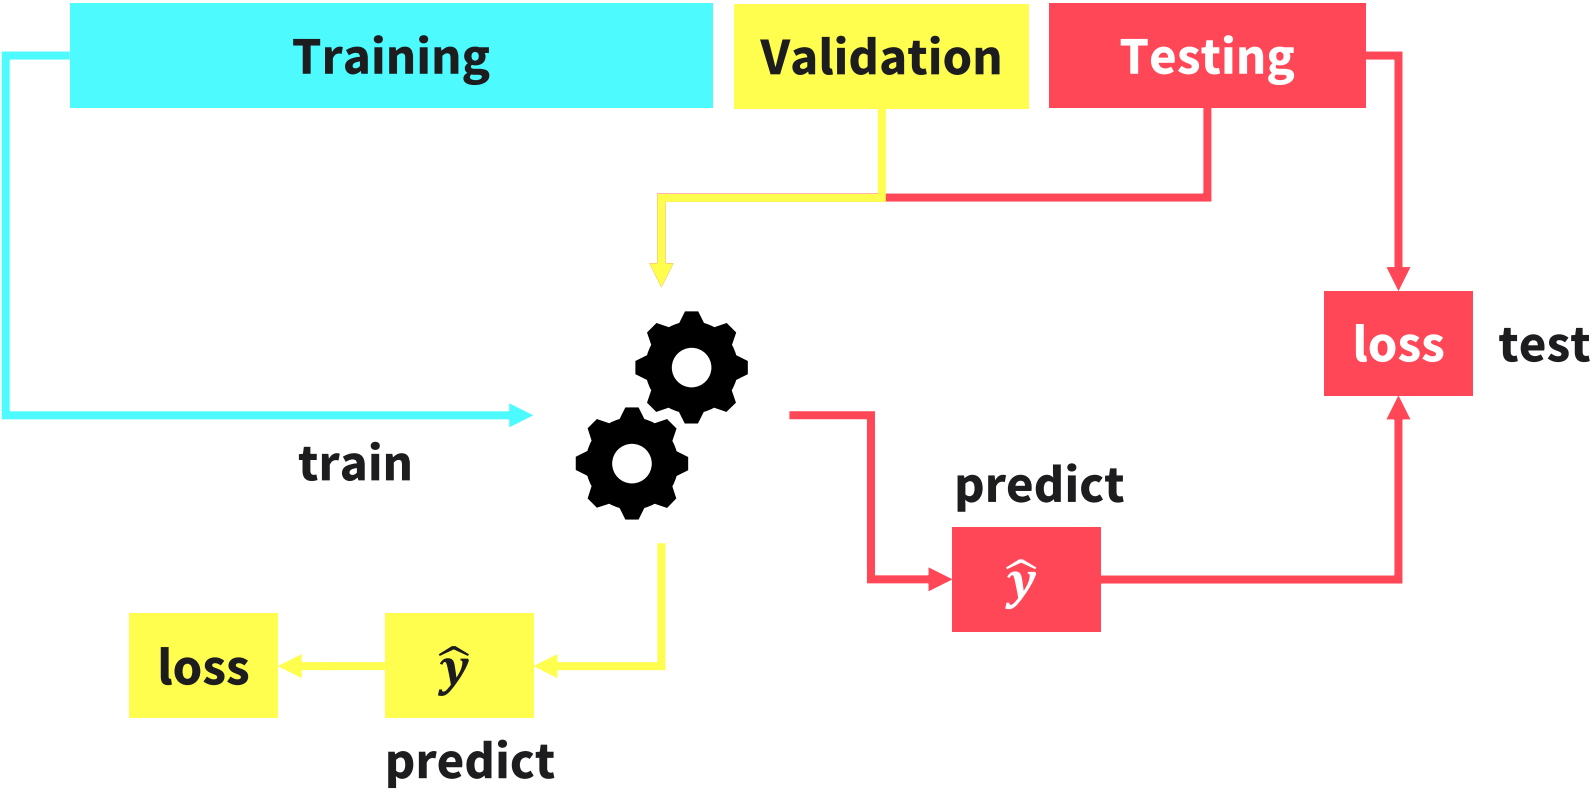 Training
Validation
Testing
loss
test
train
predict
ŷ
loss
ŷ
predict